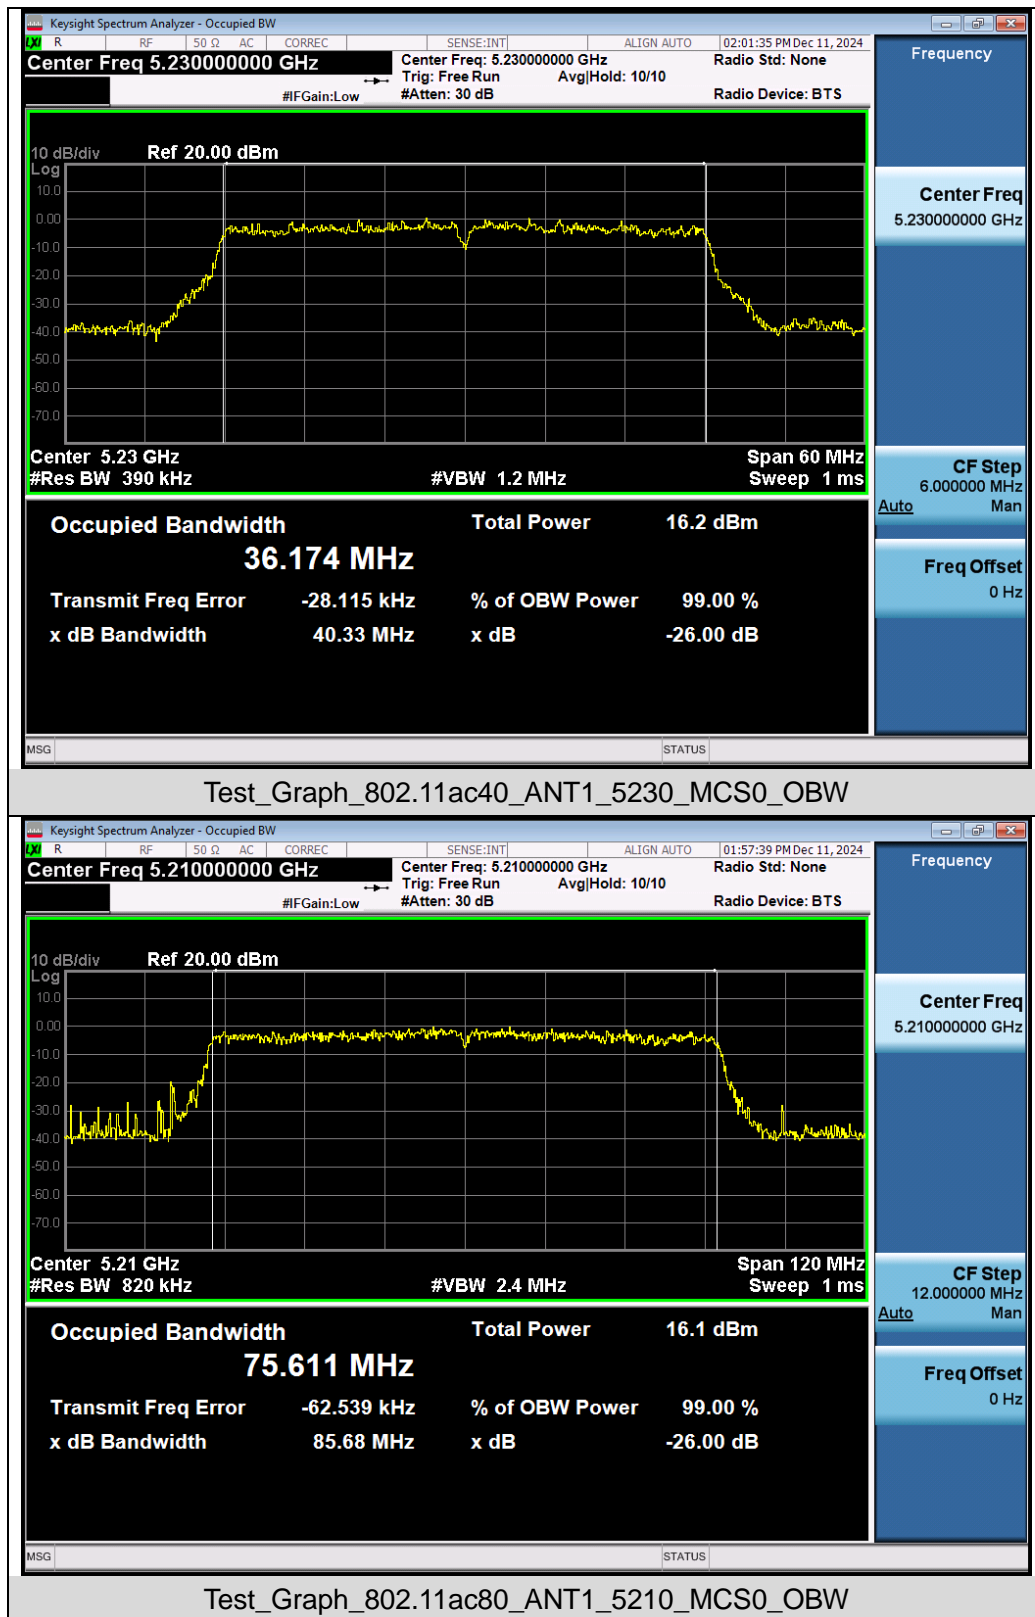 Keysight Spectrum Analyzer - Occupied BW
LXI R RF 50 Ω AC CORREC SENSE:INT ALIGN AUTO 02:01:35 PM Dec 11, 2024
Center Freq 5.230000000 GHz
Center Freq: 5.230000000 GHz
Radio Std: None
Trig: Free Run Avg|Hold: 10/10
#IFGain:Low
#Atten: 30 dB
Radio Device: BTS
Frequency
10 dB/div Ref 20.00 dBm
Log
10.0
0.00
-10.0
-20.0
-30.0
-40.0
-50.0
-60.0
-70.0
Center 5.23 GHz Span 60 MHz
#Res BW 390 kHz #VBW 1.2 MHz Sweep 1 ms
Center Freq
5.230000000 GHz
CF Step
6.000000 MHz
Auto Man
Freq Offset
0 Hz
Occupied Bandwidth Total Power 16.2 dBm
36.174 MHz
Transmit Freq Error -28.115 kHz % of OBW Power 99.00 %
x dB Bandwidth 40.33 MHz x dB -26.00 dB
MSG STATUS
Test_Graph_802.11ac40_ANT1_5230_MCS0_OBW
Keysight Spectrum Analyzer - Occupied BW
LXI R RF 50 Ω AC CORREC SENSE:INT ALIGN AUTO 01:57:39 PM Dec 11, 2024
Center Freq 5.210000000 GHz
Center Freq: 5.210000000 GHz
Radio Std: None
Trig: Free Run Avg|Hold: 10/10
#IFGain:Low
#Atten: 30 dB
Radio Device: BTS
Frequency
10 dB/div Ref 20.00 dBm
Log
10.0
0.00
-10.0
-20.0
-30.0
-40.0
-50.0
-60.0
-70.0
Center 5.21 GHz Span 120 MHz
#Res BW 820 kHz #VBW 2.4 MHz Sweep 1 ms
Center Freq
5.210000000 GHz
CF Step
12.000000 MHz
Auto Man
Freq Offset
0 Hz
Occupied Bandwidth Total Power 16.1 dBm
75.611 MHz
Transmit Freq Error -62.539 kHz % of OBW Power 99.00 %
x dB Bandwidth 85.68 MHz x dB -26.00 dB
MSG STATUS
Test_Graph_802.11ac80_ANT1_5210_MCS0_OBW